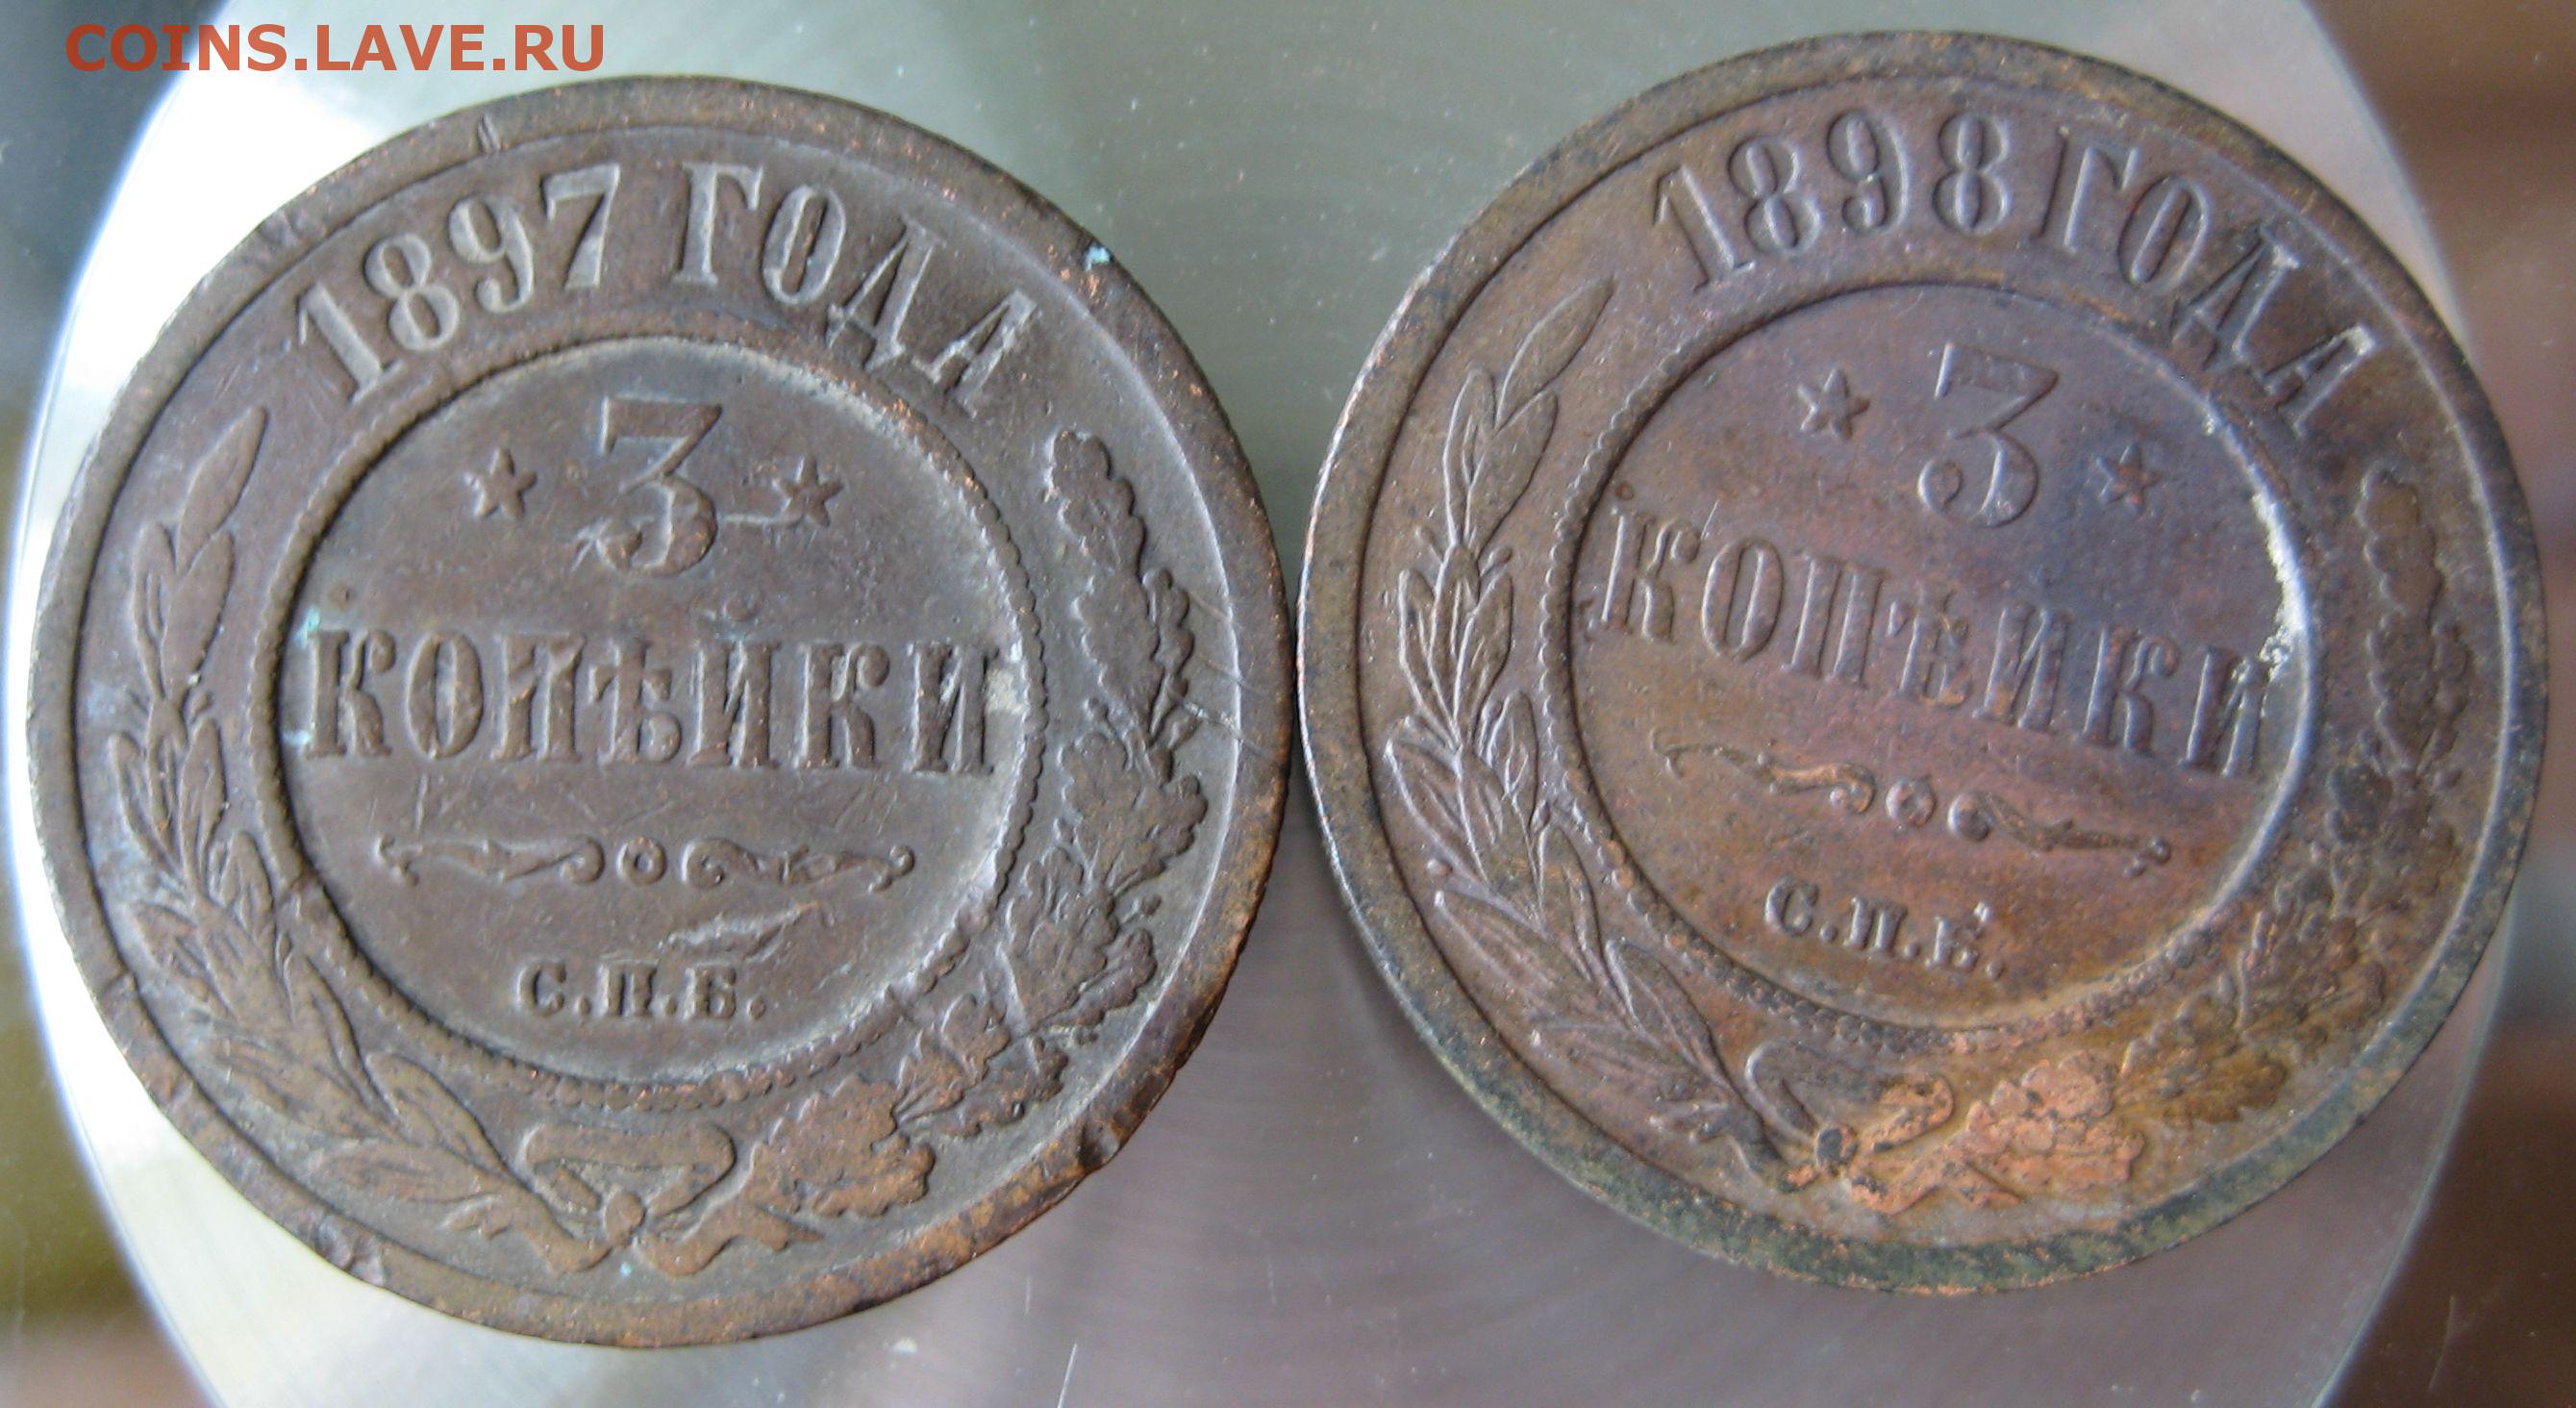 COINS.LAVE.RU
1897 ГОДА
3
КОПѢЙКИ
С.П.Б.
1898 ГОДА
3
КОПѢЙКИ
С.П.Б.